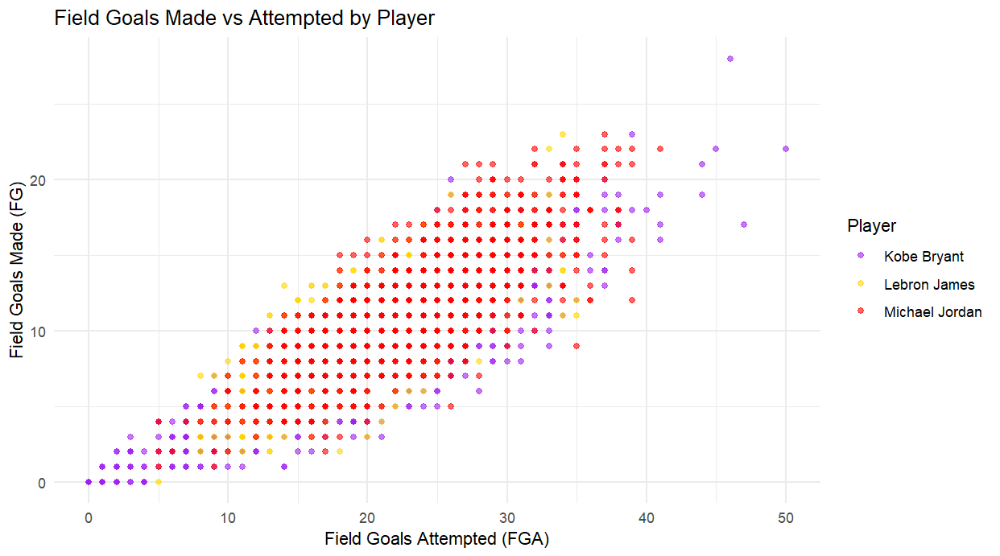 Field Goals Made vs Attempted by Player
Field Goals Made (FG)
20
10
0
0 10 20 30 40 50
Field Goals Attempted (FGA)
Player
Kobe Bryant
Lebron James
Michael Jordan